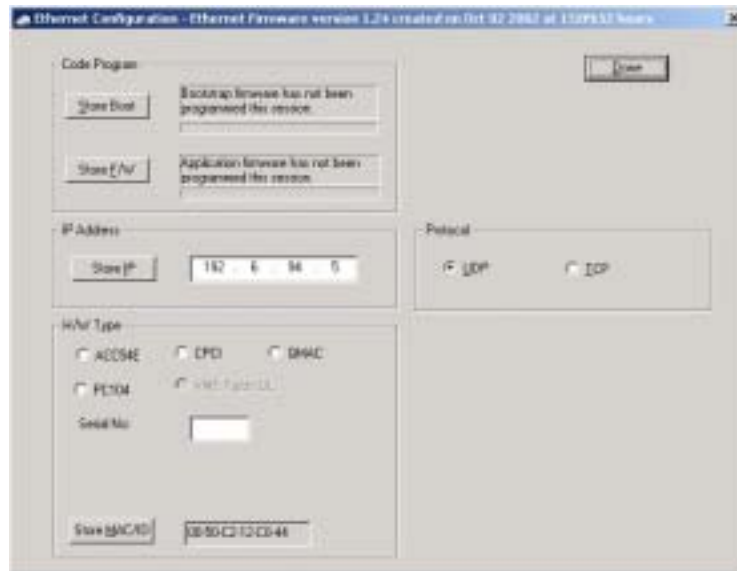 Ethernet Configuration - Ethernet Firmware version 1.24 created on Oct 02 2002 at hours
Code Program
Done
Store Boot
Bootstrap firmware has not been
programmed this session.
Store F/W
Application firmware has not been
programmed this session.
IP Address
Protocol
Store IP
192 . 6 . 94 . 5
UDP
TCP
H/W Type
ACC54E
CPCI
QMAC
PC104
Serial No:
Store MAC/ID
00-50-C2-12-C0-44